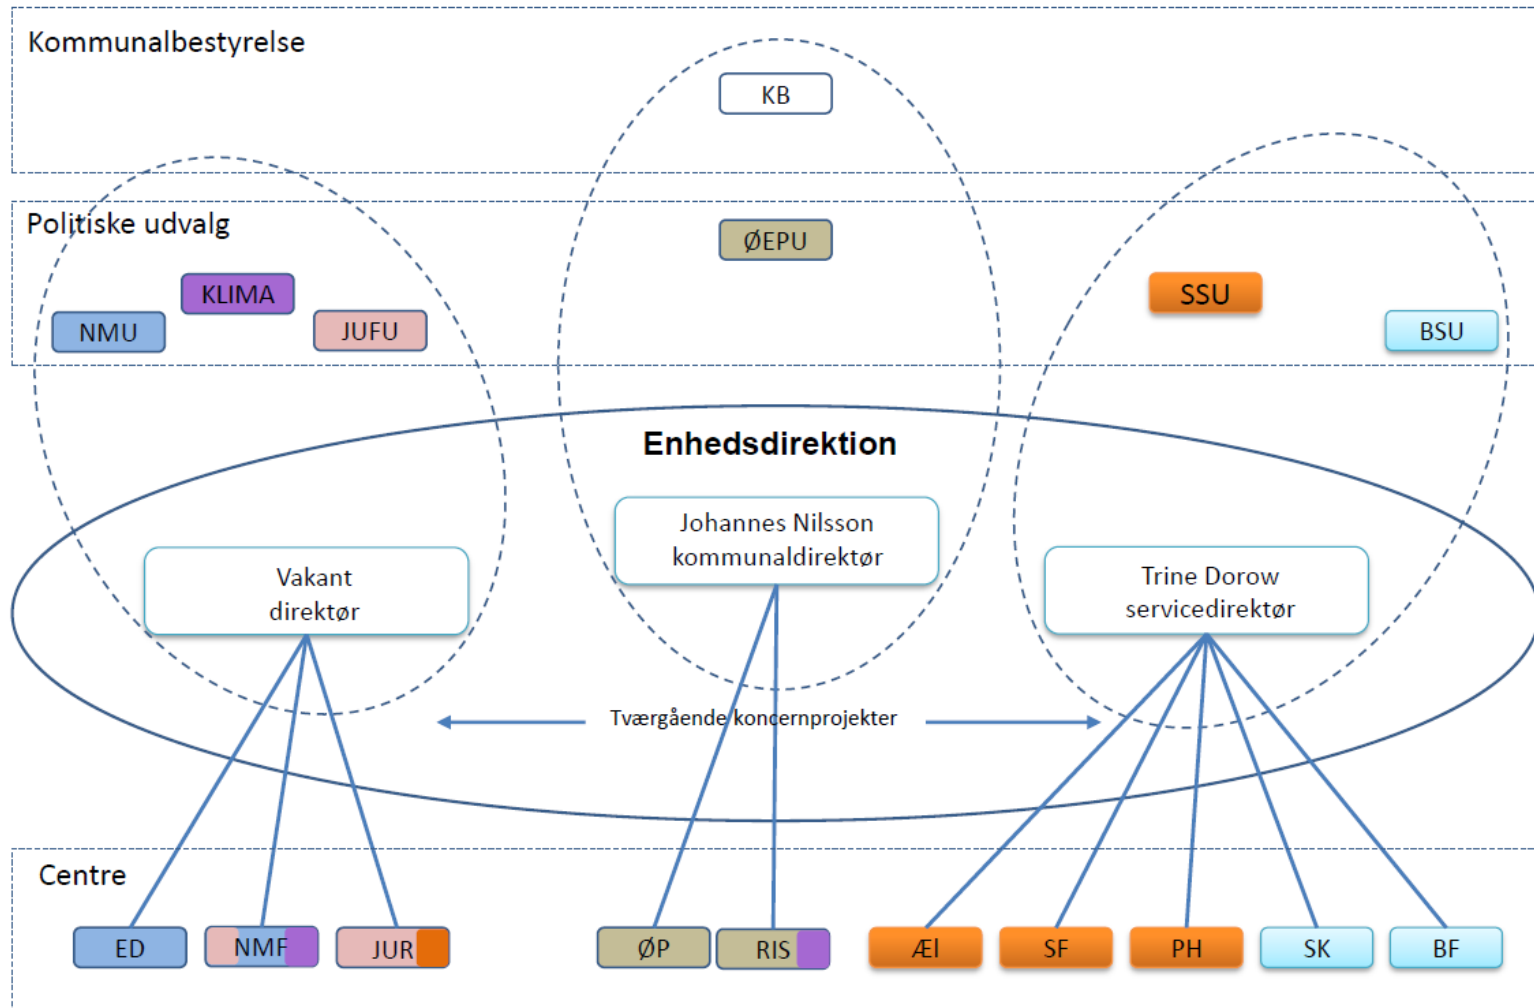 Kommunalbestyrelse
KB
Politiske udvalg
ØEPU
KLIMA
SSU
NMU
JUFU
BSU
Enhedsdirektion
Johannes Nilsson
kommunaldirektør
Vakant
direktør
Trine Dorow
servicedirektør
Tværgående koncernprojekter
Centre
ED
NMF
JUR
ØP
RIS
ÆI
SF
PH
SK
BF